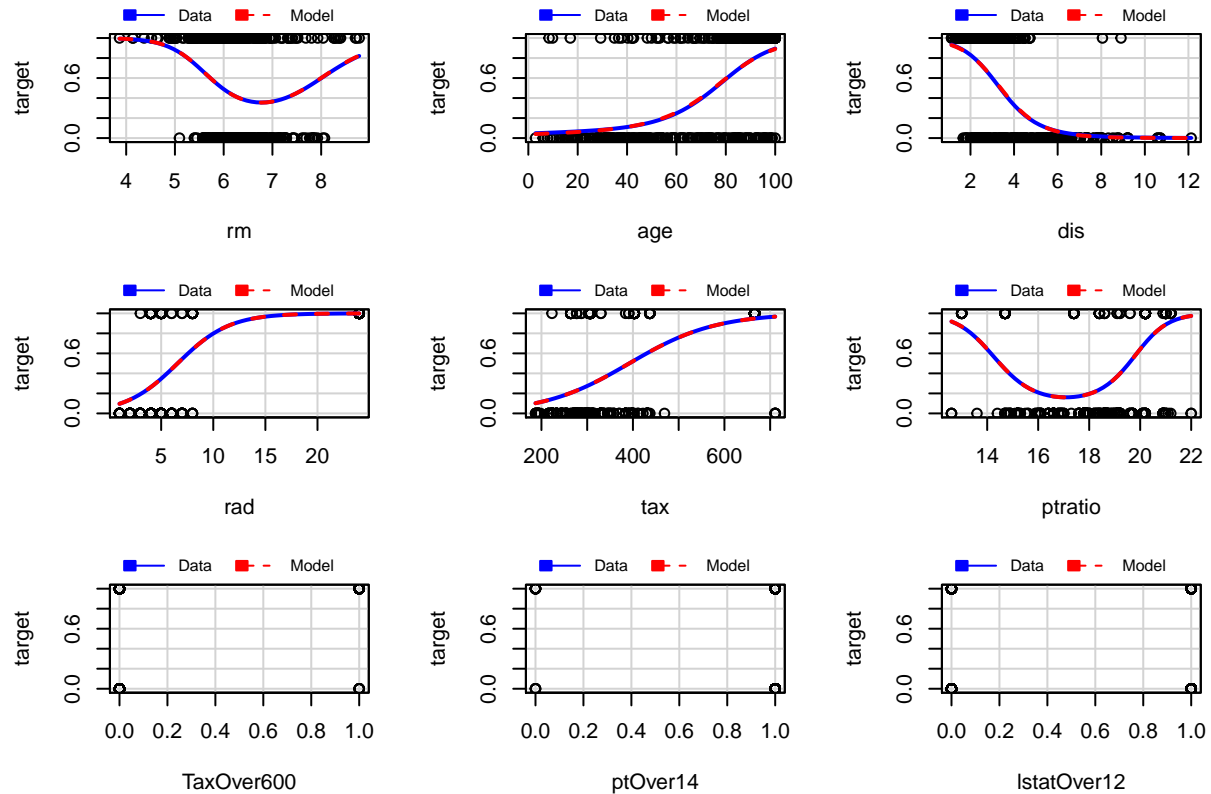 Data Model
target
0.0 0.6
4 5 6 7 8
rm
Data Model
target
0.0 0.6
0 20 40 60 80 100
age
Data Model
target
0.0 0.6
2 4 6 8 10 12
dis
Data Model
target
0.0 0.6
5 10 15 20
rad
Data Model
target
0.0 0.6
200 400 600
tax
Data Model
target
0.0 0.6
14 16 18 20 22
ptratio
Data Model
target
0.0 0.6
0.0 0.2 0.4 0.6 0.8 1.0
TaxOver600
Data Model
target
0.0 0.6
0.0 0.2 0.4 0.6 0.8 1.0
ptOver14
Data Model
target
0.0 0.6
0.0 0.2 0.4 0.6 0.8 1.0
lstatOver12